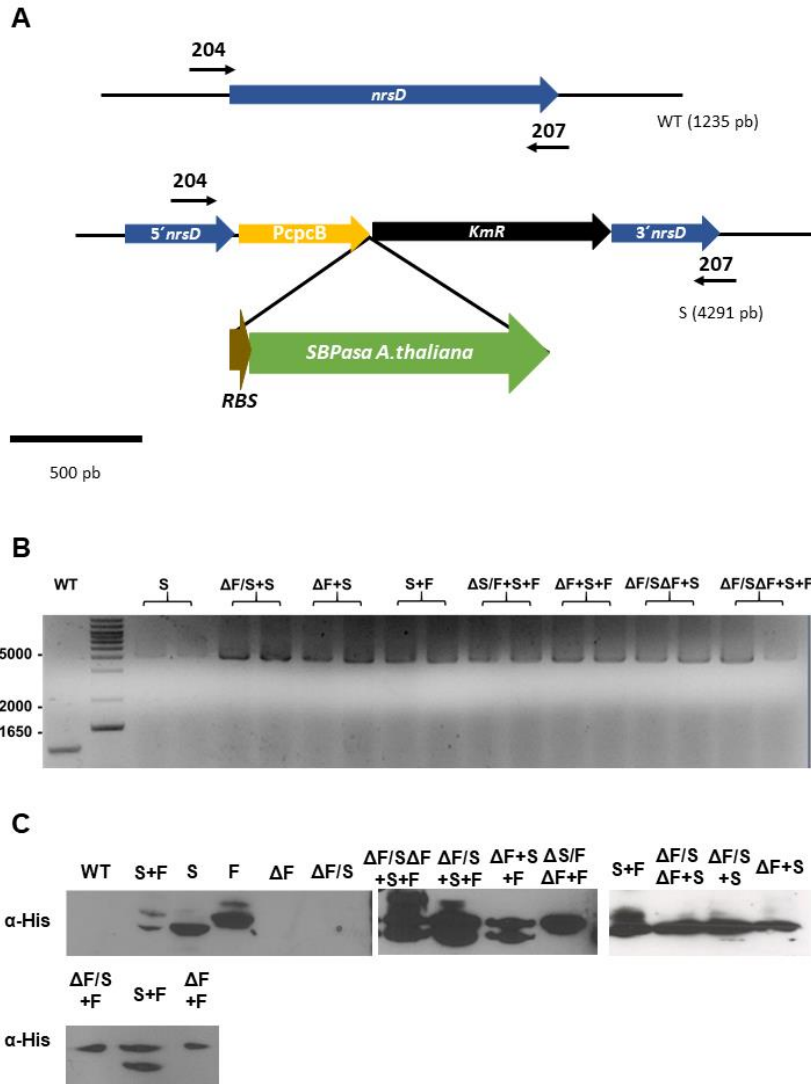 A
204
nrsD
207
WT (1235 pb)
204
5´nrsD PcpcB KmR 3´nrsD
207
S (4291 pb)
SBPasa A.thaliana
RBS
500 pb
B
WT S ΔF/S+S ΔF+S S+F ΔS/F+S+F ΔF+S+F ΔF/SΔF+S ΔF/SΔF+S+F
5000
2000
1650
C
WT S+F S F ΔF ΔF/S ΔF/SΔF +S+F ΔF/S +S+F ΔF+S +F ΔS/F ΔF+F S+F ΔF/S ΔF+S ΔF/S +S ΔF+S
α-His
ΔF/S +F S+F ΔF +F
α-His